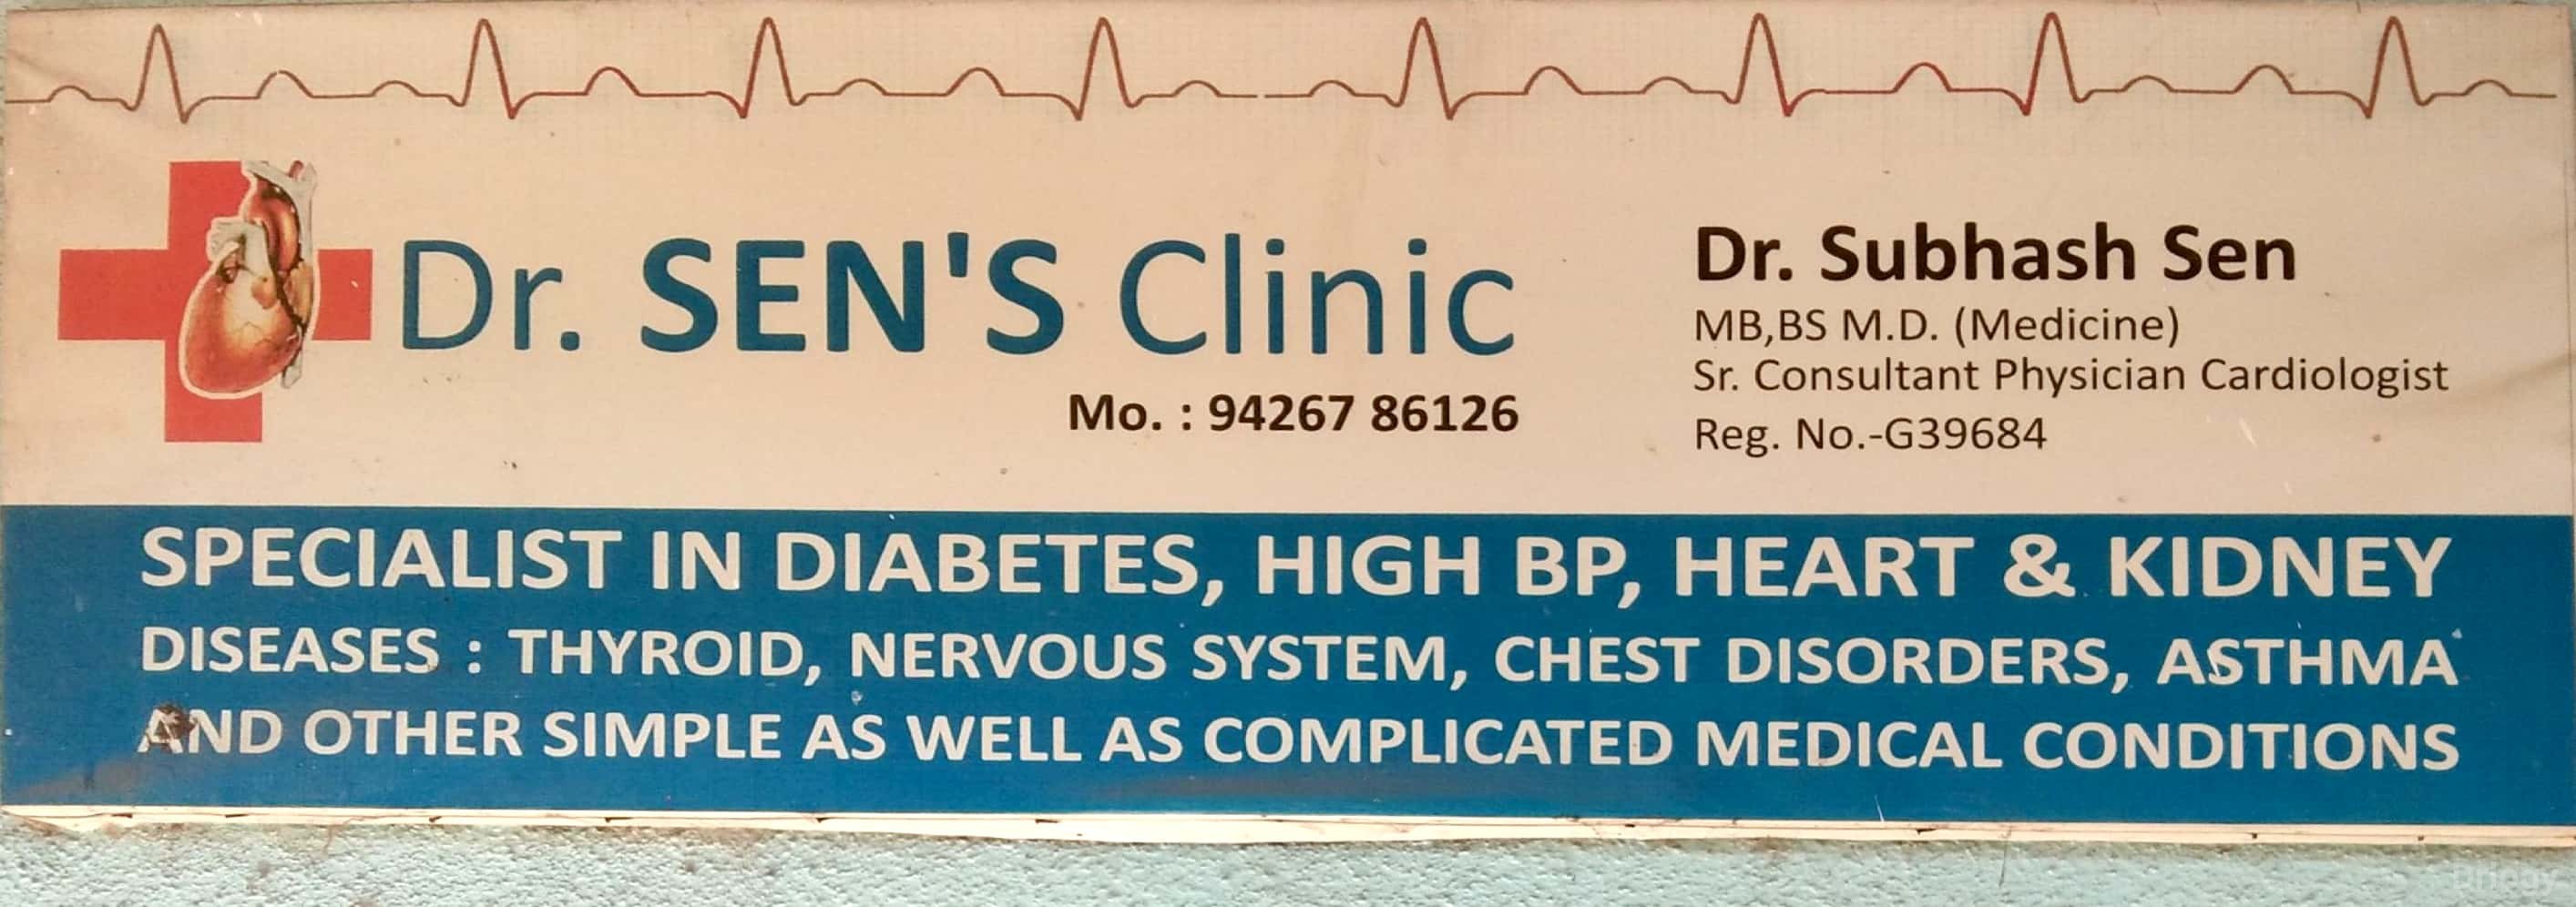 Dr. SEN'S Clinic
Mo. : 94267 86126
Dr. Subhash Sen
MB,BS M.D. (Medicine)
Sr. Consultant Physician Cardiologist
Reg. No.-G39684
SPECIALIST IN DIABETES, HIGH BP, HEART & KIDNEY
DISEASES : THYROID, NERVOUS SYSTEM, CHEST DISORDERS, ASTHMA
AND OTHER SIMPLE AS WELL AS COMPLICATED MEDICAL CONDITIONS